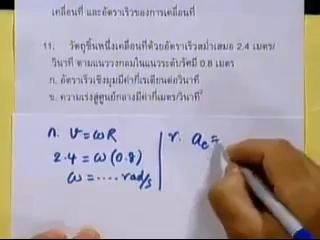 เคลื่อนที่ และอัตราเร็วของการเคลื่อนที่
11. วัตถุชิ้นหนึ่งเคลื่อนที่ด้วยอัตราเร็วสม่ำเสมอ 2.4 เมตร/
วินาที ตามแนววงกลมในแนวระดับรัศมี 0.8 เมตร
ก. อัตราเร็วเชิงมุมมีค่ากี่เรเดียนต่อวินาที
ข. ความเร่งสู่ศูนย์กลางมีค่ากี่เมตร/วินาที²
ก. v = ωR
2.4 = ω(0.8)
ω = .... rad/s
ข. ac =